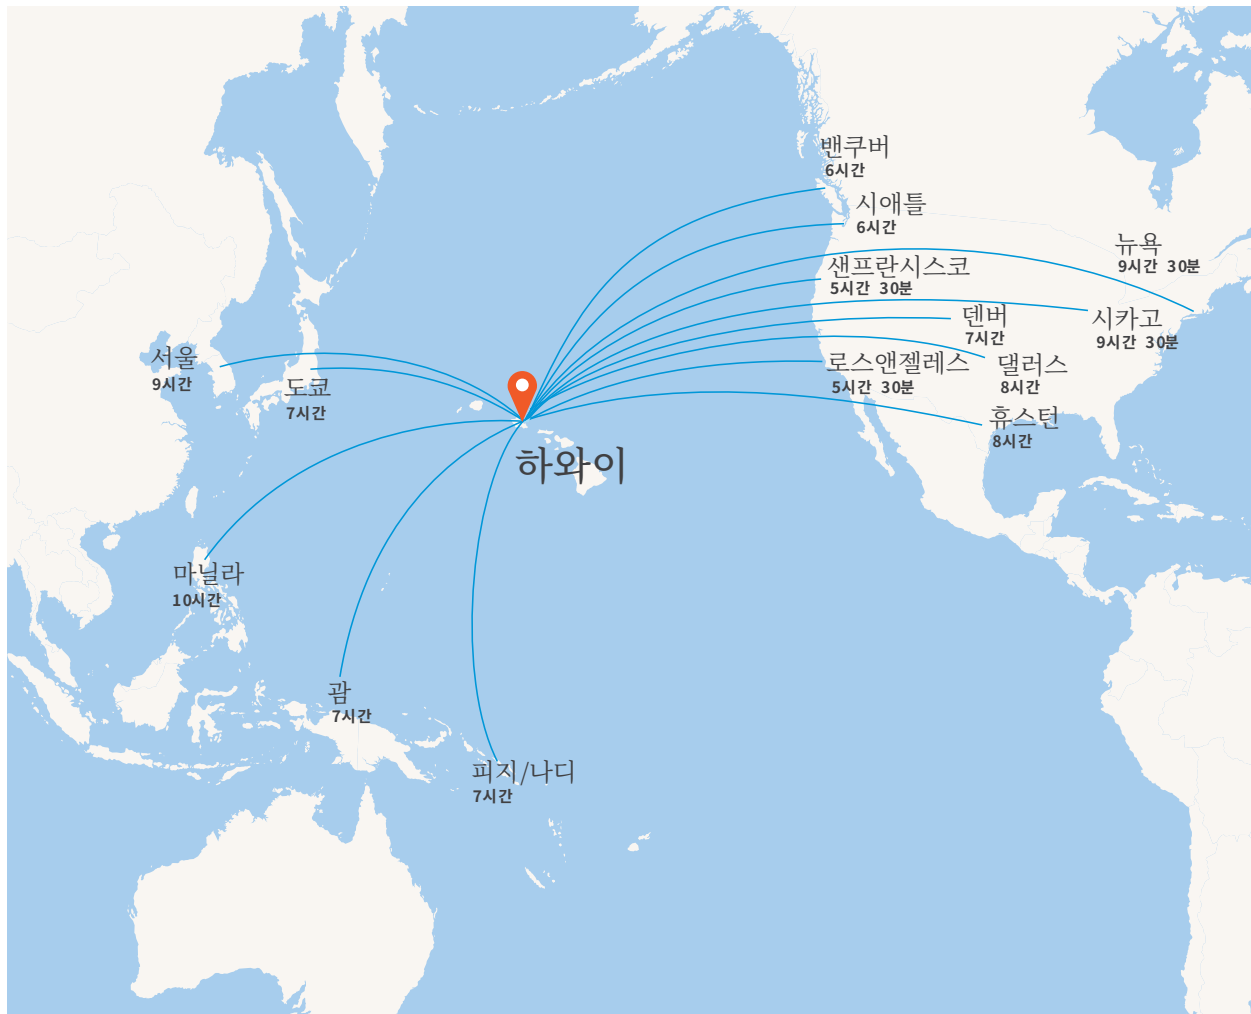 밴쿠버
6시간
시애틀
6시간
뉴욕
9시간 30분
샌프란시스코
5시간 30분
시카고
9시간 30분
덴버
7시간
로스앤젤레스
5시간 30분
댈러스
8시간
휴스턴
8시간
서울
9시간
도쿄
7시간
하와이
마닐라
10시간
괌
7시간
피지/나디
7시간